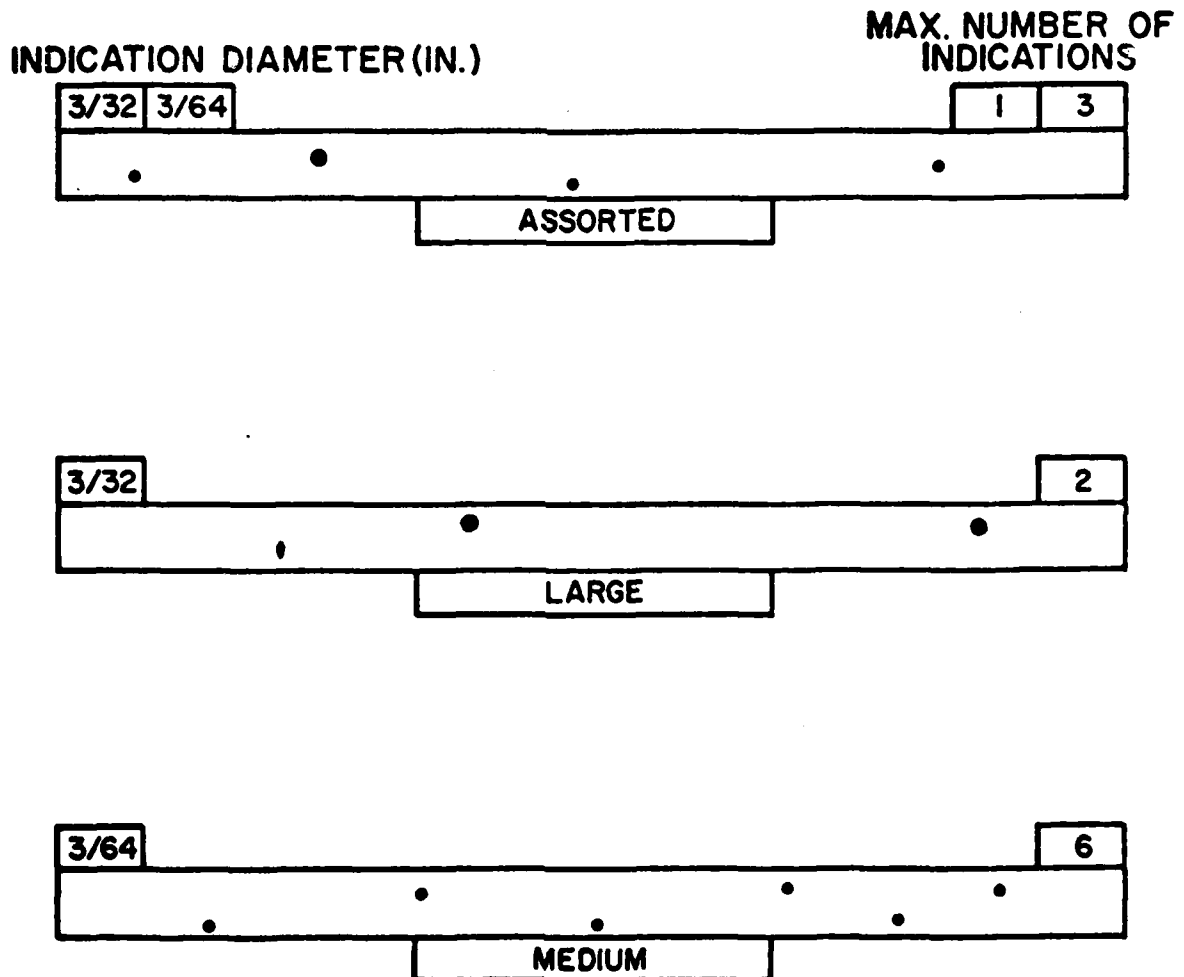 MAX. NUMBER OF
INDICATION DIAMETER (IN.) INDICATIONS
3/32 3/64 1 3
ASSORTED
3/32 2
LARGE
3/64 6
MEDIUM